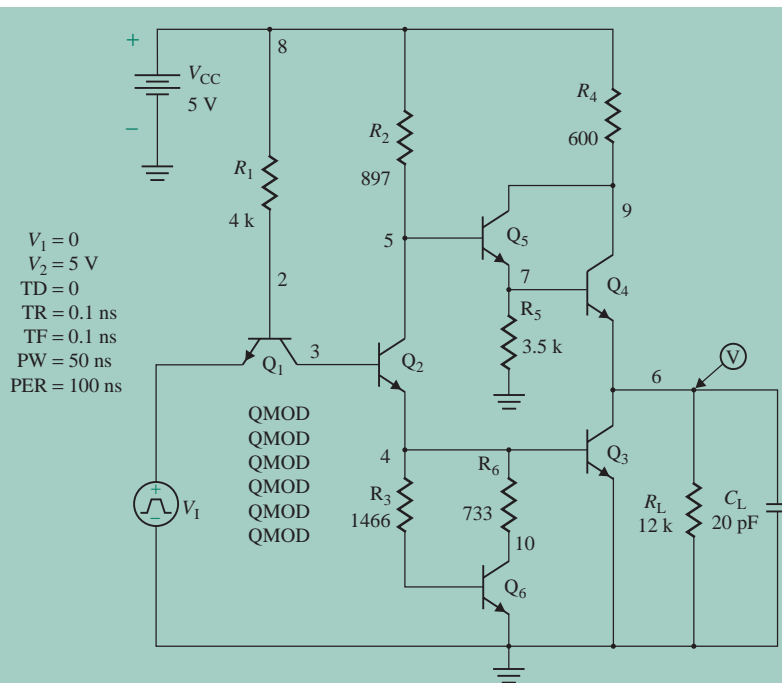 +
8
V_CC
5 V
−
R_1
4 k
R_2
897
R_4
600
V_1 = 0
V_2 = 5 V
TD = 0
TR = 0.1 ns
TF = 0.1 ns
PW = 50 ns
PER = 100 ns
2
5
9
Q_5
7
Q_4
R_5
3.5 k
Q_1
3
Q_2
6
V
QMOD
QMOD
QMOD
QMOD
QMOD
QMOD
4
R_6
Q_3
R_3
1466
733
10
R_L
12 k
C_L
20 pF
+
−
V_I
Q_6